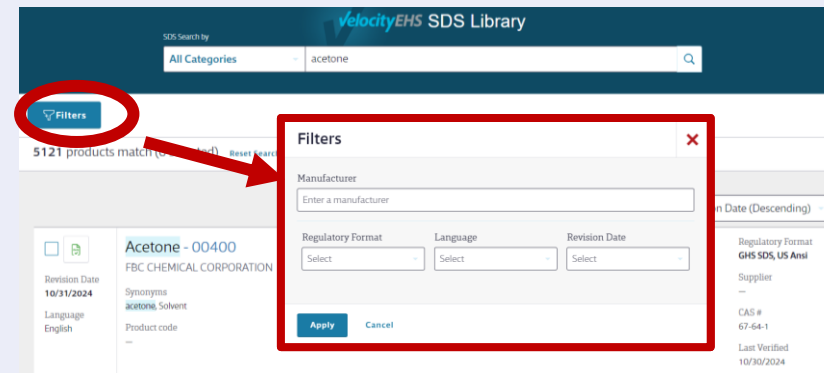 VelocityEHS SDS Library
SDS Search by
All Categories
acetone
Filters
5121 products match (
Reset Search
Filters
Manufacturer
Enter a manufacturer
Regulatory Format
Language
Revision Date
Select
Select
Select
Apply
Cancel
n Date (Descending)
Revision Date
10/31/2024
Language
English
Acetone - 00400
FBC CHEMICAL CORPORATION
Synonyms
acetone, Solvent
Product code
—
Regulatory Format
GHS SDS, US Ansi
Supplier
—
CAS #
67-64-1
Last Verified
10/30/2024